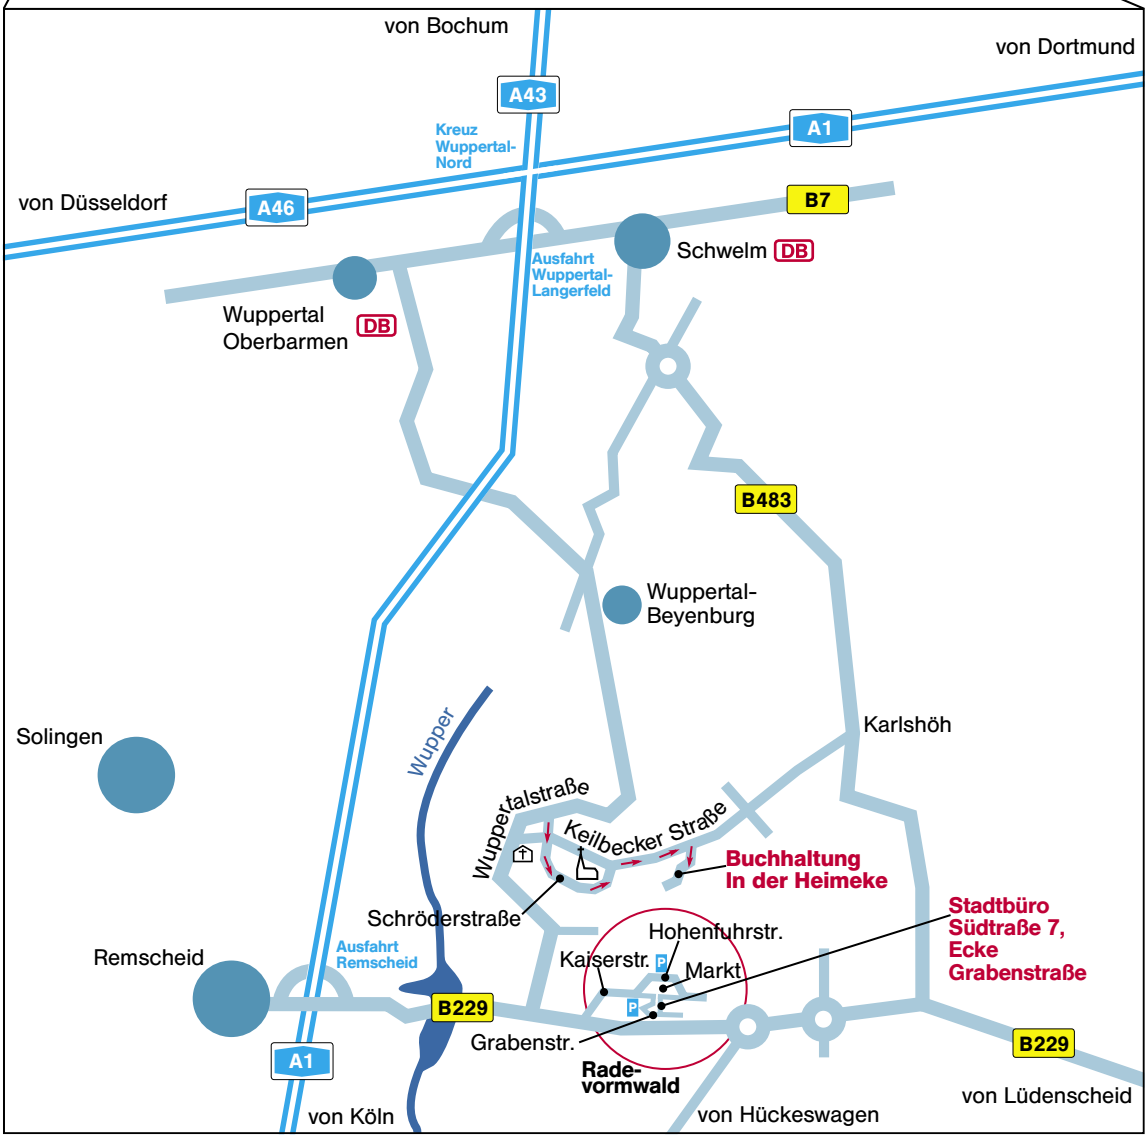 von Bochum
von Dortmund
A43
A1
Kreuz
Wuppertal-
Nord
von Düsseldorf
A46
B7
Schwelm DB
Ausfahrt
Wuppertal-
Langerfeld
Wuppertal
Oberbarmen
DB
B483
Wuppertal-
Beyenburg
Wupper
Karlshöh
Solingen
Wuppertalstraße
Keilbecker Straße
Buchhaltung
In der Heimeke
Schröderstraße
Stadtbüro
Südtraße 7,
Ecke
Grabenstraße
Hohenfuhrstr.
Kaiserstr.
P
Markt
Ausfahrt
Remscheid
Remscheid
B229
P
Grabenstr.
B229
A1
Rade-
vormwald
von Lüdenscheid
von Köln
von Hückeswagen